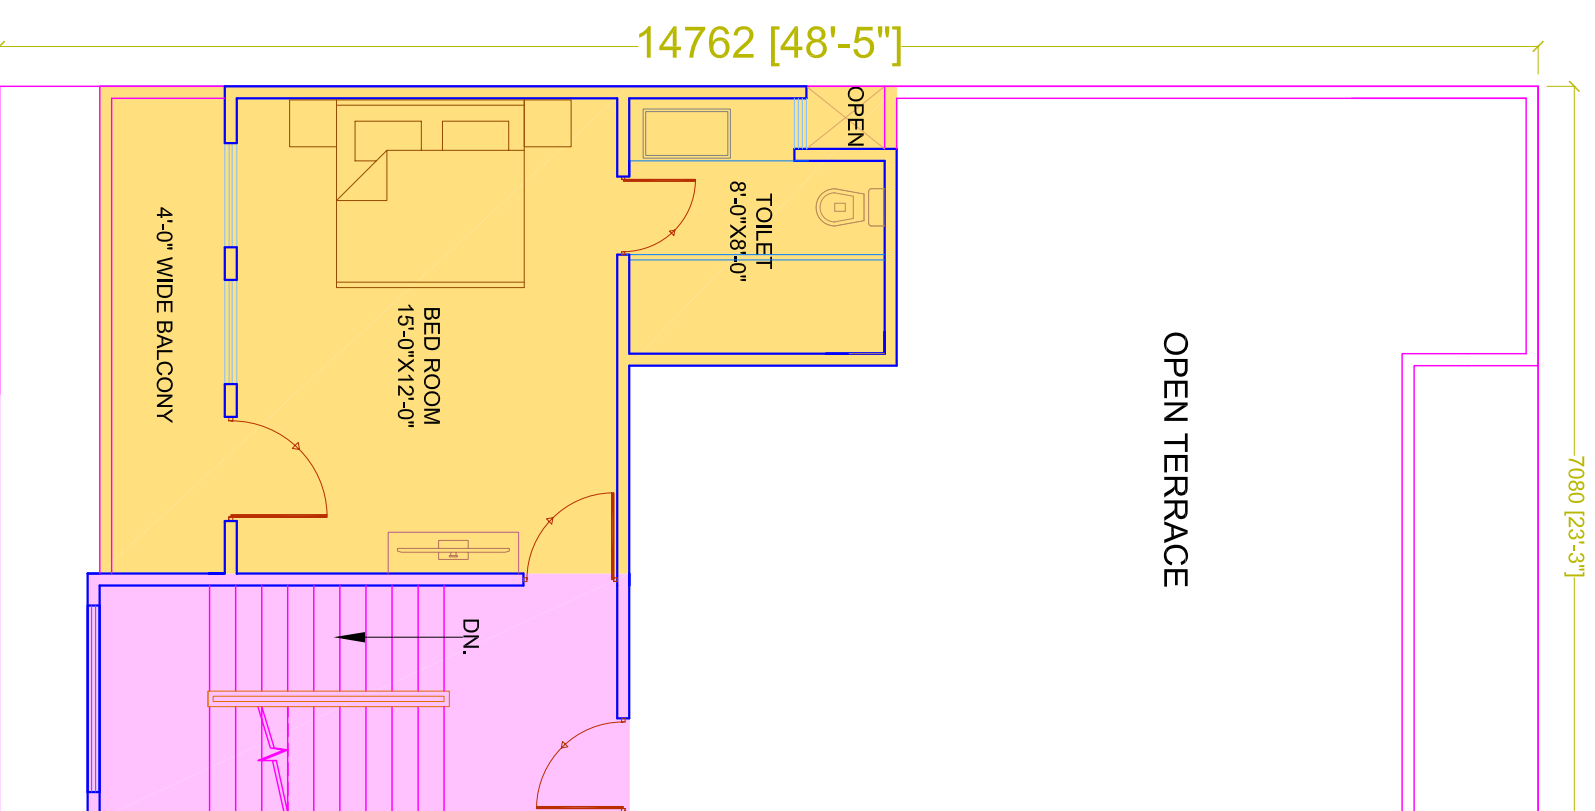 14762 [48'-5"]
OPEN
TOILET
8'-0"X8'-0"
4'-0" WIDE BALCONY
BED ROOM
15'-0"X12'-0"
OPEN TERRACE
7080 [23'-3"]
DN.